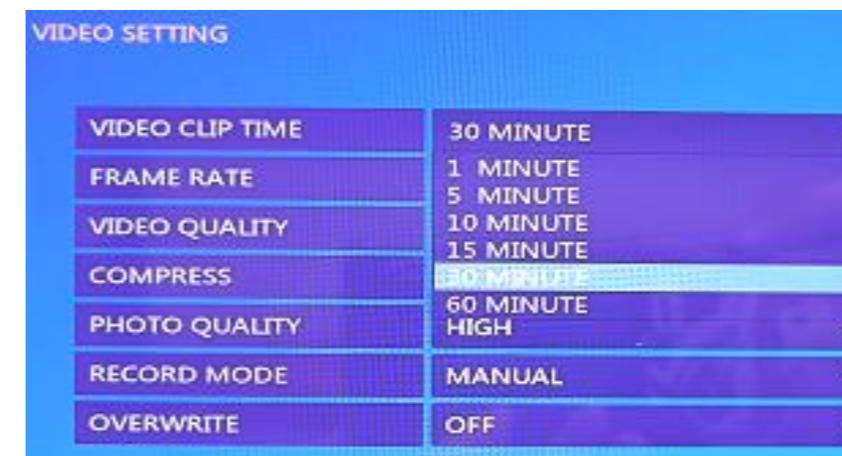 VIDEO SETTING
VIDEO CLIP TIME
30 MINUTE
FRAME RATE
1 MINUTE
5 MINUTE
VIDEO QUALITY
10 MINUTE
15 MINUTE
COMPRESS
30 MINUTE
60 MINUTE
PHOTO QUALITY
HIGH
RECORD MODE
MANUAL
OVERWRITE
OFF